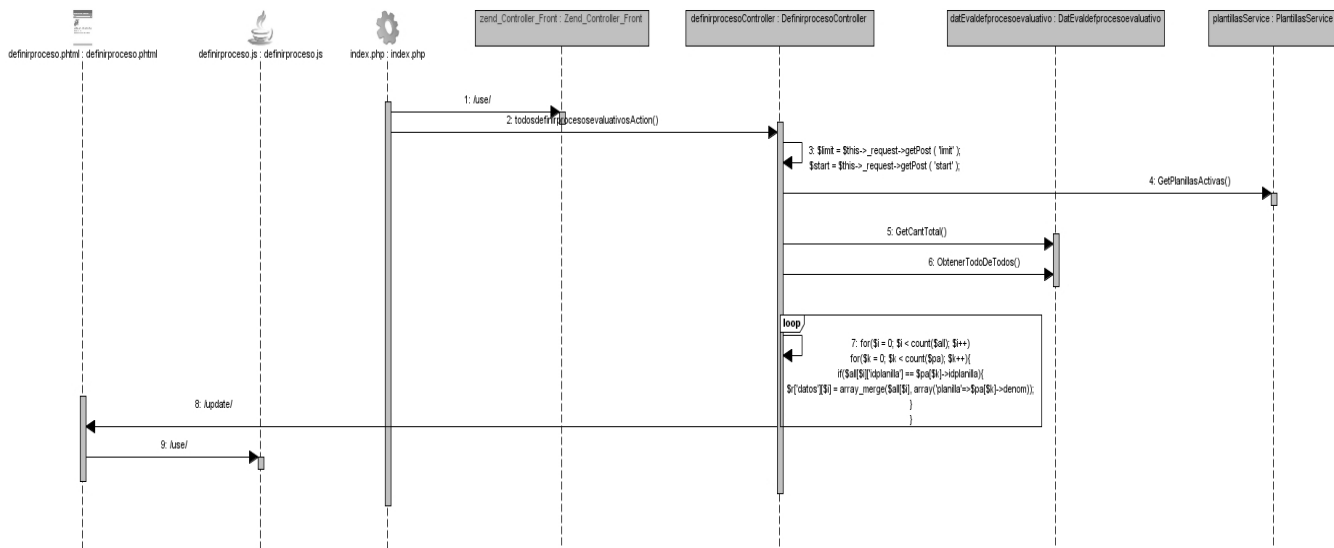 zend_Controller_Front : Zend_Controller_Front
definirprocesoController : DefinirprocesoController
datEvaldefprocesoevaluativo : DatEvaldefprocesoevaluativo
plantillasService : PlantillasService
definirproceso.phtml : definirproceso.phtml
definirproceso.js : definirproceso.js
index.php : index.php
1: /use/
2: todosdefinirprocesosevaluativosAction()
3: $limit = $this->_request->getPost ( 'limit' );
$start = $this->_request->getPost ( 'start' );
4: GetPlanillasActivas()
5: GetCantTotal()
6: ObtenerTodoDeTodos()
loop
7: for($i = 0; $i < count($all); $i++)
for($k = 0; $k < count($pa); $k++){
if($all[$i]['idplanilla'] == $pa[$k]->idplanilla){
$r['datos'][$i] = array_merge($all[$i], array('planilla'=>$pa[$k]->denom));
}
}
8: /update/
9: /use/